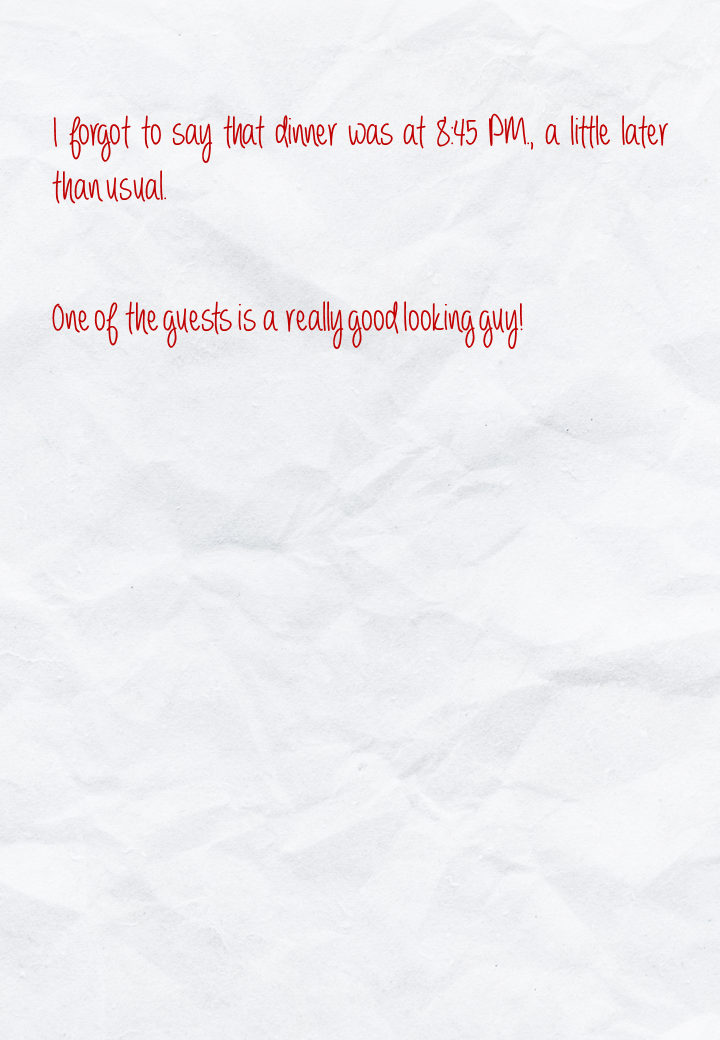 I forgot to say that dinner was at 8:45 PM., a little later
than usual.
One of the guests is a really good looking guy!